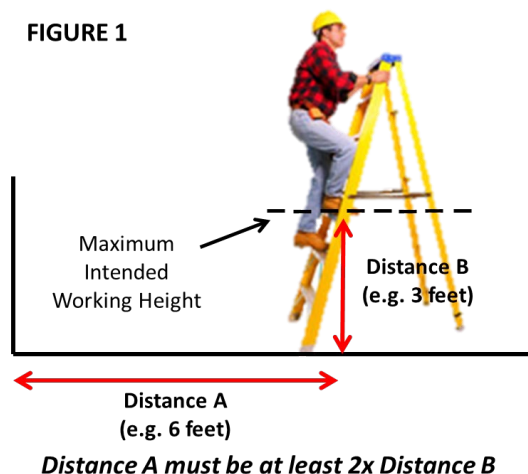 FIGURE 1
Maximum
Intended
Working Height
Distance B
(e.g. 3 feet)
Distance A
(e.g. 6 feet)
Distance A must be at least 2x Distance B